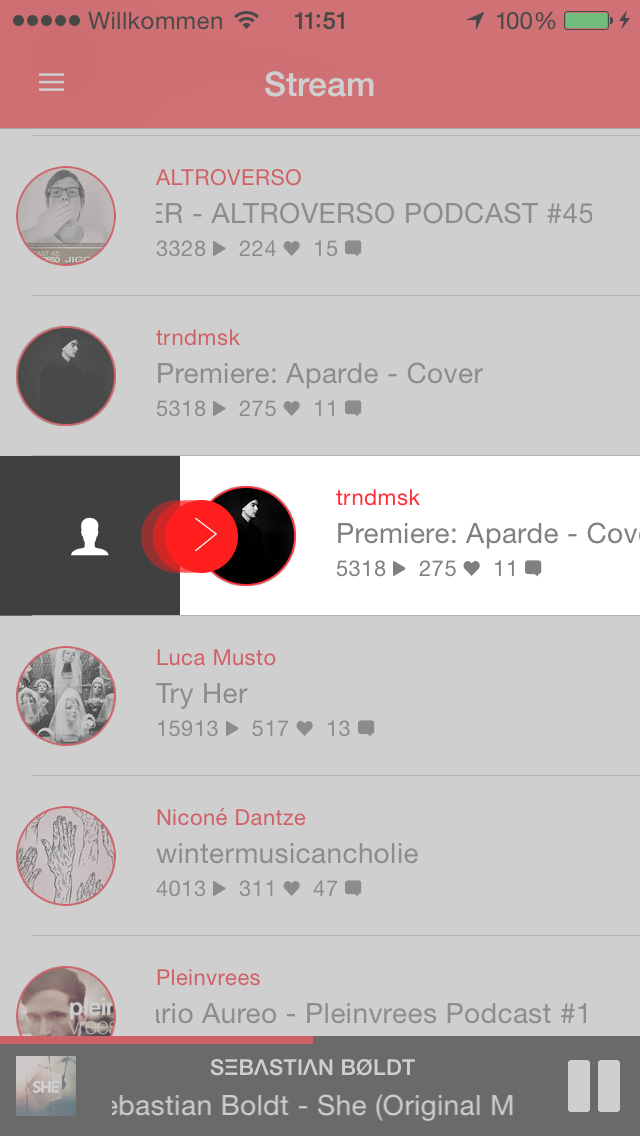 Willkommen 11:51 100%
Stream
ALTROVERSO
ER - ALTROVERSO PODCAST #45
3328 224 15
trndmsk
Premiere: Aparde - Cover
5318 275 11
trndmsk
Premiere: Aparde - Cov
5318 275 11
Luca Musto
Try Her
15913 517 13
Niconé Dantze
wintermusicancholie
4013 311 47
Pleinvrees
ario Aureo - Pleinvrees Podcast #1
SEBASTIAN BØLDT
SHE
ebastian Boldt - She (Original M